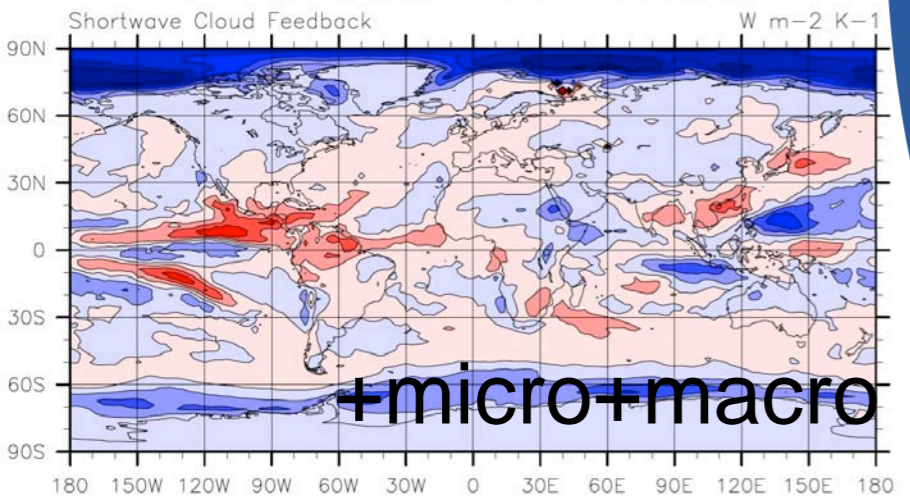 Shortwave Cloud Feedback W m-2 K-1
90N
60N
30N
0
30S
60S
+micro+macro
90S
180 150W 120W 90W 60W 30W 0 30E 60E 90E 120E 150E 180